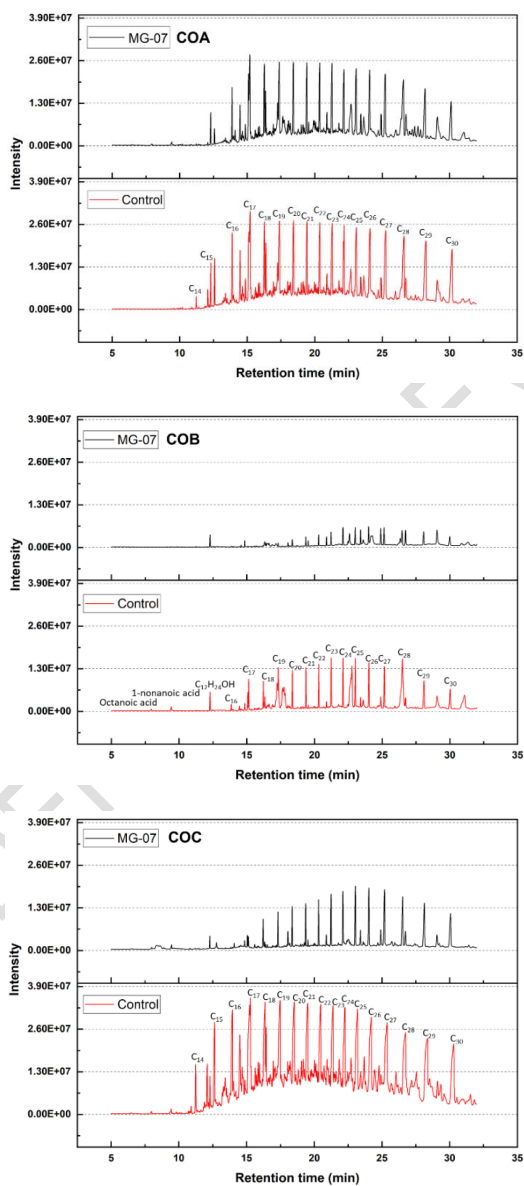 3.90E+07
MG-07 COA
2.60E+07
1.30E+07
0.00E+00
Intensity
3.90E+07
Control
C17
C16 C18 C19 C20 C21 C22 C23 C24 C25 C26 C27 C28 C29 C30
2.60E+07
C15
1.30E+07
C14
0.00E+00
5 10 15 20 25 30 35
Retention time (min)
3.90E+07
MG-07 COB
2.60E+07
1.30E+07
0.00E+00
Intensity
3.90E+07
Control
2.60E+07
C17 C18 C19 C20 C21 C22 C23 C24 C25 C26 C27 C28 C29 C30
1.30E+07
Octanoic acid 1-nonanoic acid C12H24OH C16
0.00E+00
5 10 15 20 25 30 35
Retention time (min)
3.90E+07
MG-07 COC
2.60E+07
1.30E+07
0.00E+00
Intensity
3.90E+07
Control
C16 C17 C18 C19 C20 C21 C22 C23 C24 C25 C26 C27 C28 C29 C30
2.60E+07
C15
1.30E+07
C14
0.00E+00
5 10 15 20 25 30 35
Retention time (min)